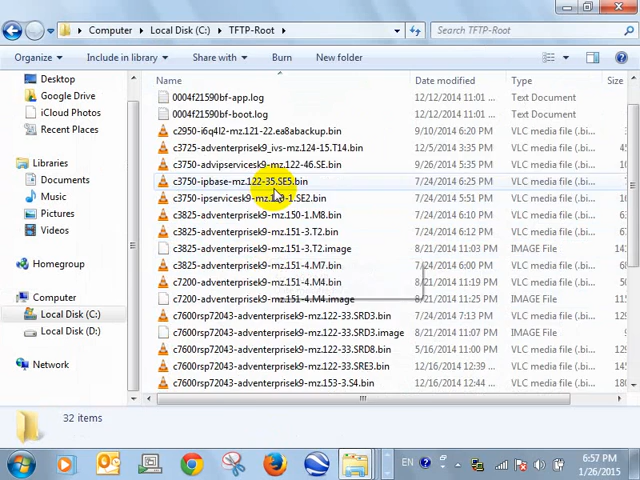 Computer ▸ Local Disk (C:) ▸ TFTP-Root ▸
Search TFTP-Root
Organize
Include in library
Share with
Burn
New folder
Name
Date modified
Type
Size
Desktop
Google Drive
iCloud Photos
Recent Places
Libraries
Documents
Music
Pictures
Videos
Homegroup
Computer
Local Disk (C:)
Local Disk (D:)
Network
0004f21590bf-app.log 12/12/2014 11:01 ... Text Document
0004f21590bf-boot.log 12/12/2014 11:01 ... Text Document
c2950-i6q4l2-mz.121-22.ea8abackup.bin 9/10/2014 6:20 PM VLC media file (.bi...
c3725-adventerprisek9_ivs-mz.124-15.T14.bin 12/5/2014 3:35 PM VLC media file (.bi...
c3750-advipservicesk9-mz.122-46.SE.bin 9/26/2014 5:35 PM VLC media file (.bi...
c3750-ipbase-mz.122-35.SE5.bin 7/24/2014 6:25 PM VLC media file (.bi...
c3750-ipservicesk9-mz. -1.SE2.bin 7/24/2014 5:51 PM VLC media file (.bi...
c3825-adventerprisek9-mz.150-1.M8.bin 7/24/2014 6:10 PM VLC media file (.bi...
c3825-adventerprisek9-mz.151-3.T2.bin 7/24/2014 6:12 PM VLC media file (.bi...
c3825-adventerprisek9-mz.151-3.T2.image 8/21/2014 11:03 PM IMAGE File
c3825-adventerprisek9-mz.151-4.M7.bin 7/24/2014 6:00 PM VLC media file (.bi...
c7200-adventerprisek9-mz.151-4.M4.bin 8/21/2014 11:19 PM VLC media file (.bi...
c7200-adventerprisek9-mz.151-4.M4.image 8/21/2014 11:25 PM IMAGE File
c7600rsp72043-adventerprisek9-mz.122-33.SRD3.bin 7/24/2014 7:13 PM VLC media file (.bi...
c7600rsp72043-adventerprisek9-mz.122-33.SRD3.image 8/21/2014 11:35 PM IMAGE File
c7600rsp72043-adventerprisek9-mz.122-33.SRD8.bin 5/16/2014 11:00 PM VLC media file (.bi...
c7600rsp72043-adventerprisek9-mz.122-33.SRE3.bin 12/16/2014 12:39 ... VLC media file (.bi...
c7600rsp72043-adventerprisek9-mz.153-3.S4.bin 12/16/2014 12:44 ... VLC media file (.bi...
32 items
EN
6:57 PM
1/26/2015